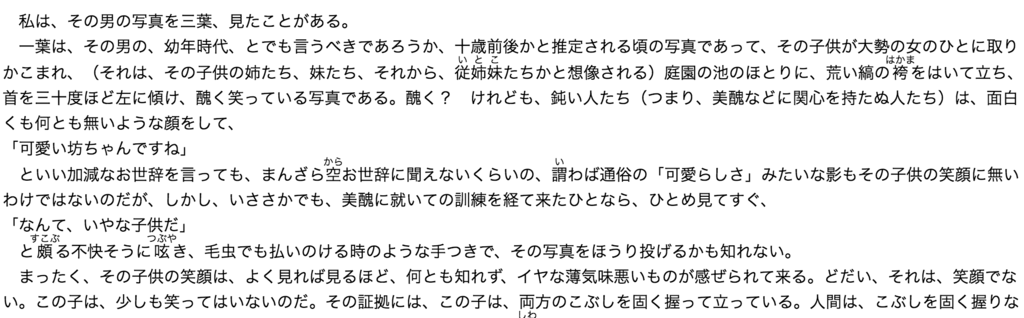 私は、その男の写真を三葉、見たことがある。
一葉は、その男の、幼年時代、とでも言うべきであろうか、十歳前後かと推定される頃の写真であって、その子供が大勢の女のひとに取り
かこまれ、（それは、その子供の姉たち、妹たち、それから、従姉妹たちかと想像される）庭園の池のほとりに、荒い縞の袴をはいて立ち、
首を三十度ほど左に傾け、醜く笑っている写真である。醜く？　けれども、鈍い人たち（つまり、美醜などに関心を持たぬ人たち）は、面白
くも何とも無いような顔をして、
「可愛い坊ちゃんですね」
といい加減なお世辞を言っても、まんざら空お世辞に聞えないくらいの、謂わば通俗の「可愛らしさ」みたいな影もその子供の笑顔に無い
わけではないのだが、しかし、いささかでも、美醜に就いての訓練を経て来たひとなら、ひとめ見てすぐ、
「なんて、いやな子供だ」
と頗る不快そうに呟き、毛虫でも払いのける時のような手つきで、その写真をほうり投げるかも知れない。
まったく、その子供の笑顔は、よく見れば見るほど、何とも知れず、イヤな薄気味悪いものが感ぜられて来る。どだい、それは、笑顔でな
い。この子は、少しも笑ってはいないのだ。その証拠には、この子は、両方のこぶしを固く握って立っている。人間は、こぶしを固く握りな
しわ